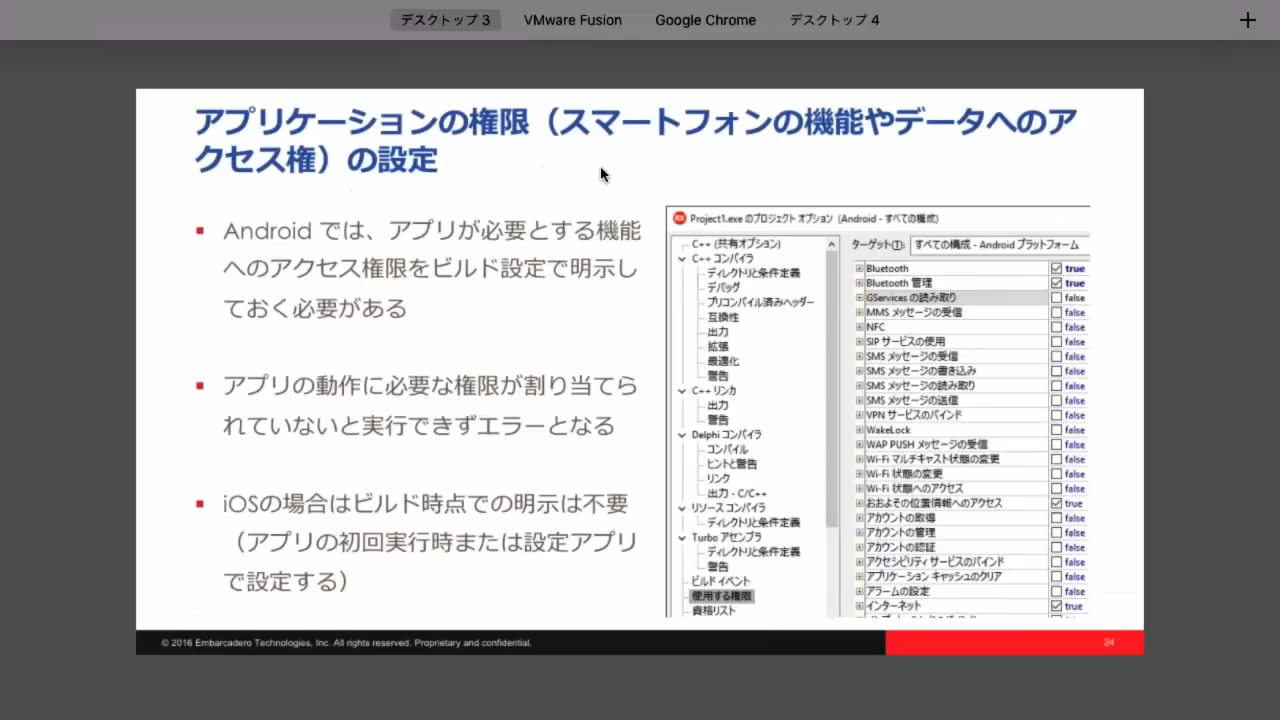 デスクトップ 3
VMware Fusion
Google Chrome
デスクトップ 4
アプリケーションの権限（スマートフォンの機能やデータへのア
クセス権）の設定
Android では、アプリが必要とする機能
へのアクセス権限をビルド設定で明示し
ておく必要がある
アプリの動作に必要な権限が割り当てら
れていないと実行できずエラーとなる
iOSの場合はビルド時点での明示は不要
（アプリの初回実行時または設定アプリ
で設定する）
Project1.exe のプロジェクト オプション (Android - すべての構成)
C++ (共有オプション)
C++ コンパイラ
ディレクトリと条件定義
デバッグ
プリコンパイル済みヘッダー
互換性
出力
拡張
最適化
警告
C++ リンカ
出力
警告
Delphi コンパイラ
コンパイル
ヒントと警告
リンク
出力 - C/C++
リソース コンパイラ
ディレクトリと条件定義
Turbo アセンブラ
ディレクトリと条件定義
警告
ビルド イベント
使用する権限
資格リスト
ターゲット(T): すべての構成 - Android プラットフォーム
Bluetooth true
Bluetooth 管理 true
GServices の読み取り false
MMS メッセージの受信 false
NFC false
SIP サービスの使用 false
SMS メッセージの受信 false
SMS メッセージの書き込み false
SMS メッセージの読み取り false
SMS メッセージの送信 false
VPN サービスのバインド false
WakeLock false
WAP PUSH メッセージの受信 false
Wi-Fi マルチキャスト状態の変更 false
Wi-Fi 状態の変更 false
Wi-Fi 状態へのアクセス false
おおよその位置情報へのアクセス true
アカウントの取得 false
アカウントの管理 false
アカウントの認証 false
アクセシビリティ サービスのバインド false
アプリケーション キャッシュのクリア false
アラームの設定 false
インターネット true
© 2016 Embarcadero Technologies, Inc. All rights reserved. Proprietary and confidential.
24